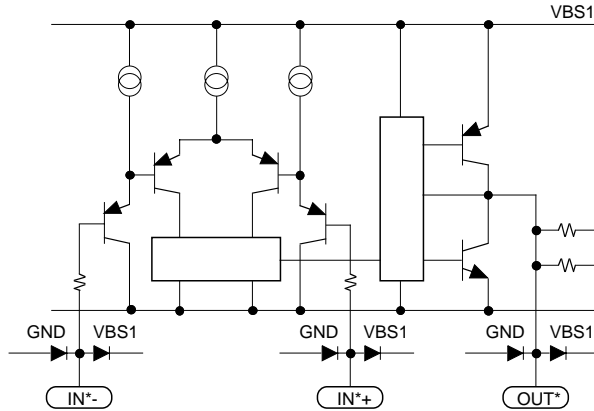 VBS1
GND VBS1
GND VBS1
GND VBS1
IN*-
IN*+
OUT*